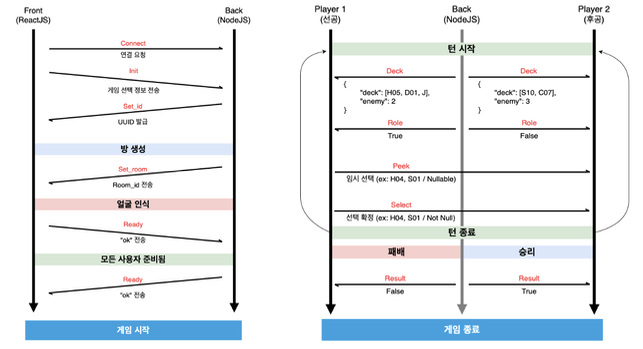 Front
(ReactJS)
Back
(NodeJS)
Connect
연결 요청
Init
게임 선택 정보 전송
Set_id
UUID 발급
방 생성
Set_room
Room_id 전송
얼굴 인식
Ready
"ok" 전송
모든 사용자 준비됨
Ready
"ok" 전송
게임 시작
Player 1
(선공)
Back
(NodeJS)
Player 2
(후공)
턴 시작
Deck
{
"deck": [H05, D01, J],
"enemy": 2
}
Deck
{
"deck": [S10, C07],
"enemy": 3
}
Role
True
Role
False
Peek
임시 선택 (ex: H04, S01 / Nullable)
Select
선택 확정 (ex: H04, S01 / Not Null)
턴 종료
패배
승리
Result
False
Result
True
게임 종료